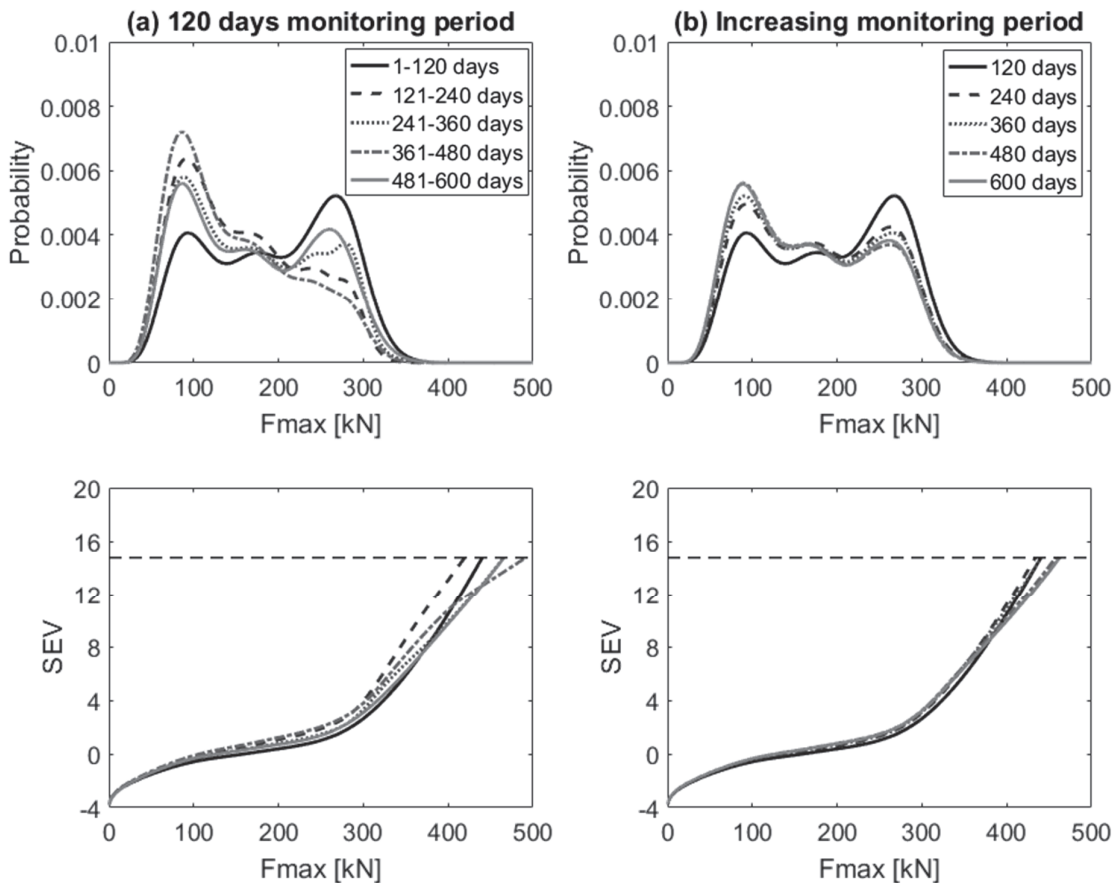 (a) 120 days monitoring period
0.01
0.008
0.006
0.004
0.002
0
Probability
1-120 days
121-240 days
241-360 days
361-480 days
481-600 days
0 100 200 300 400 500
Fmax [kN]
(b) Increasing monitoring period
0.01
0.008
0.006
0.004
0.002
0
Probability
120 days
240 days
360 days
480 days
600 days
0 100 200 300 400 500
Fmax [kN]
20
16
12
8
4
0
-4
SEV
0 100 200 300 400 500
Fmax [kN]
20
16
12
8
4
0
-4
SEV
0 100 200 300 400 500
Fmax [kN]